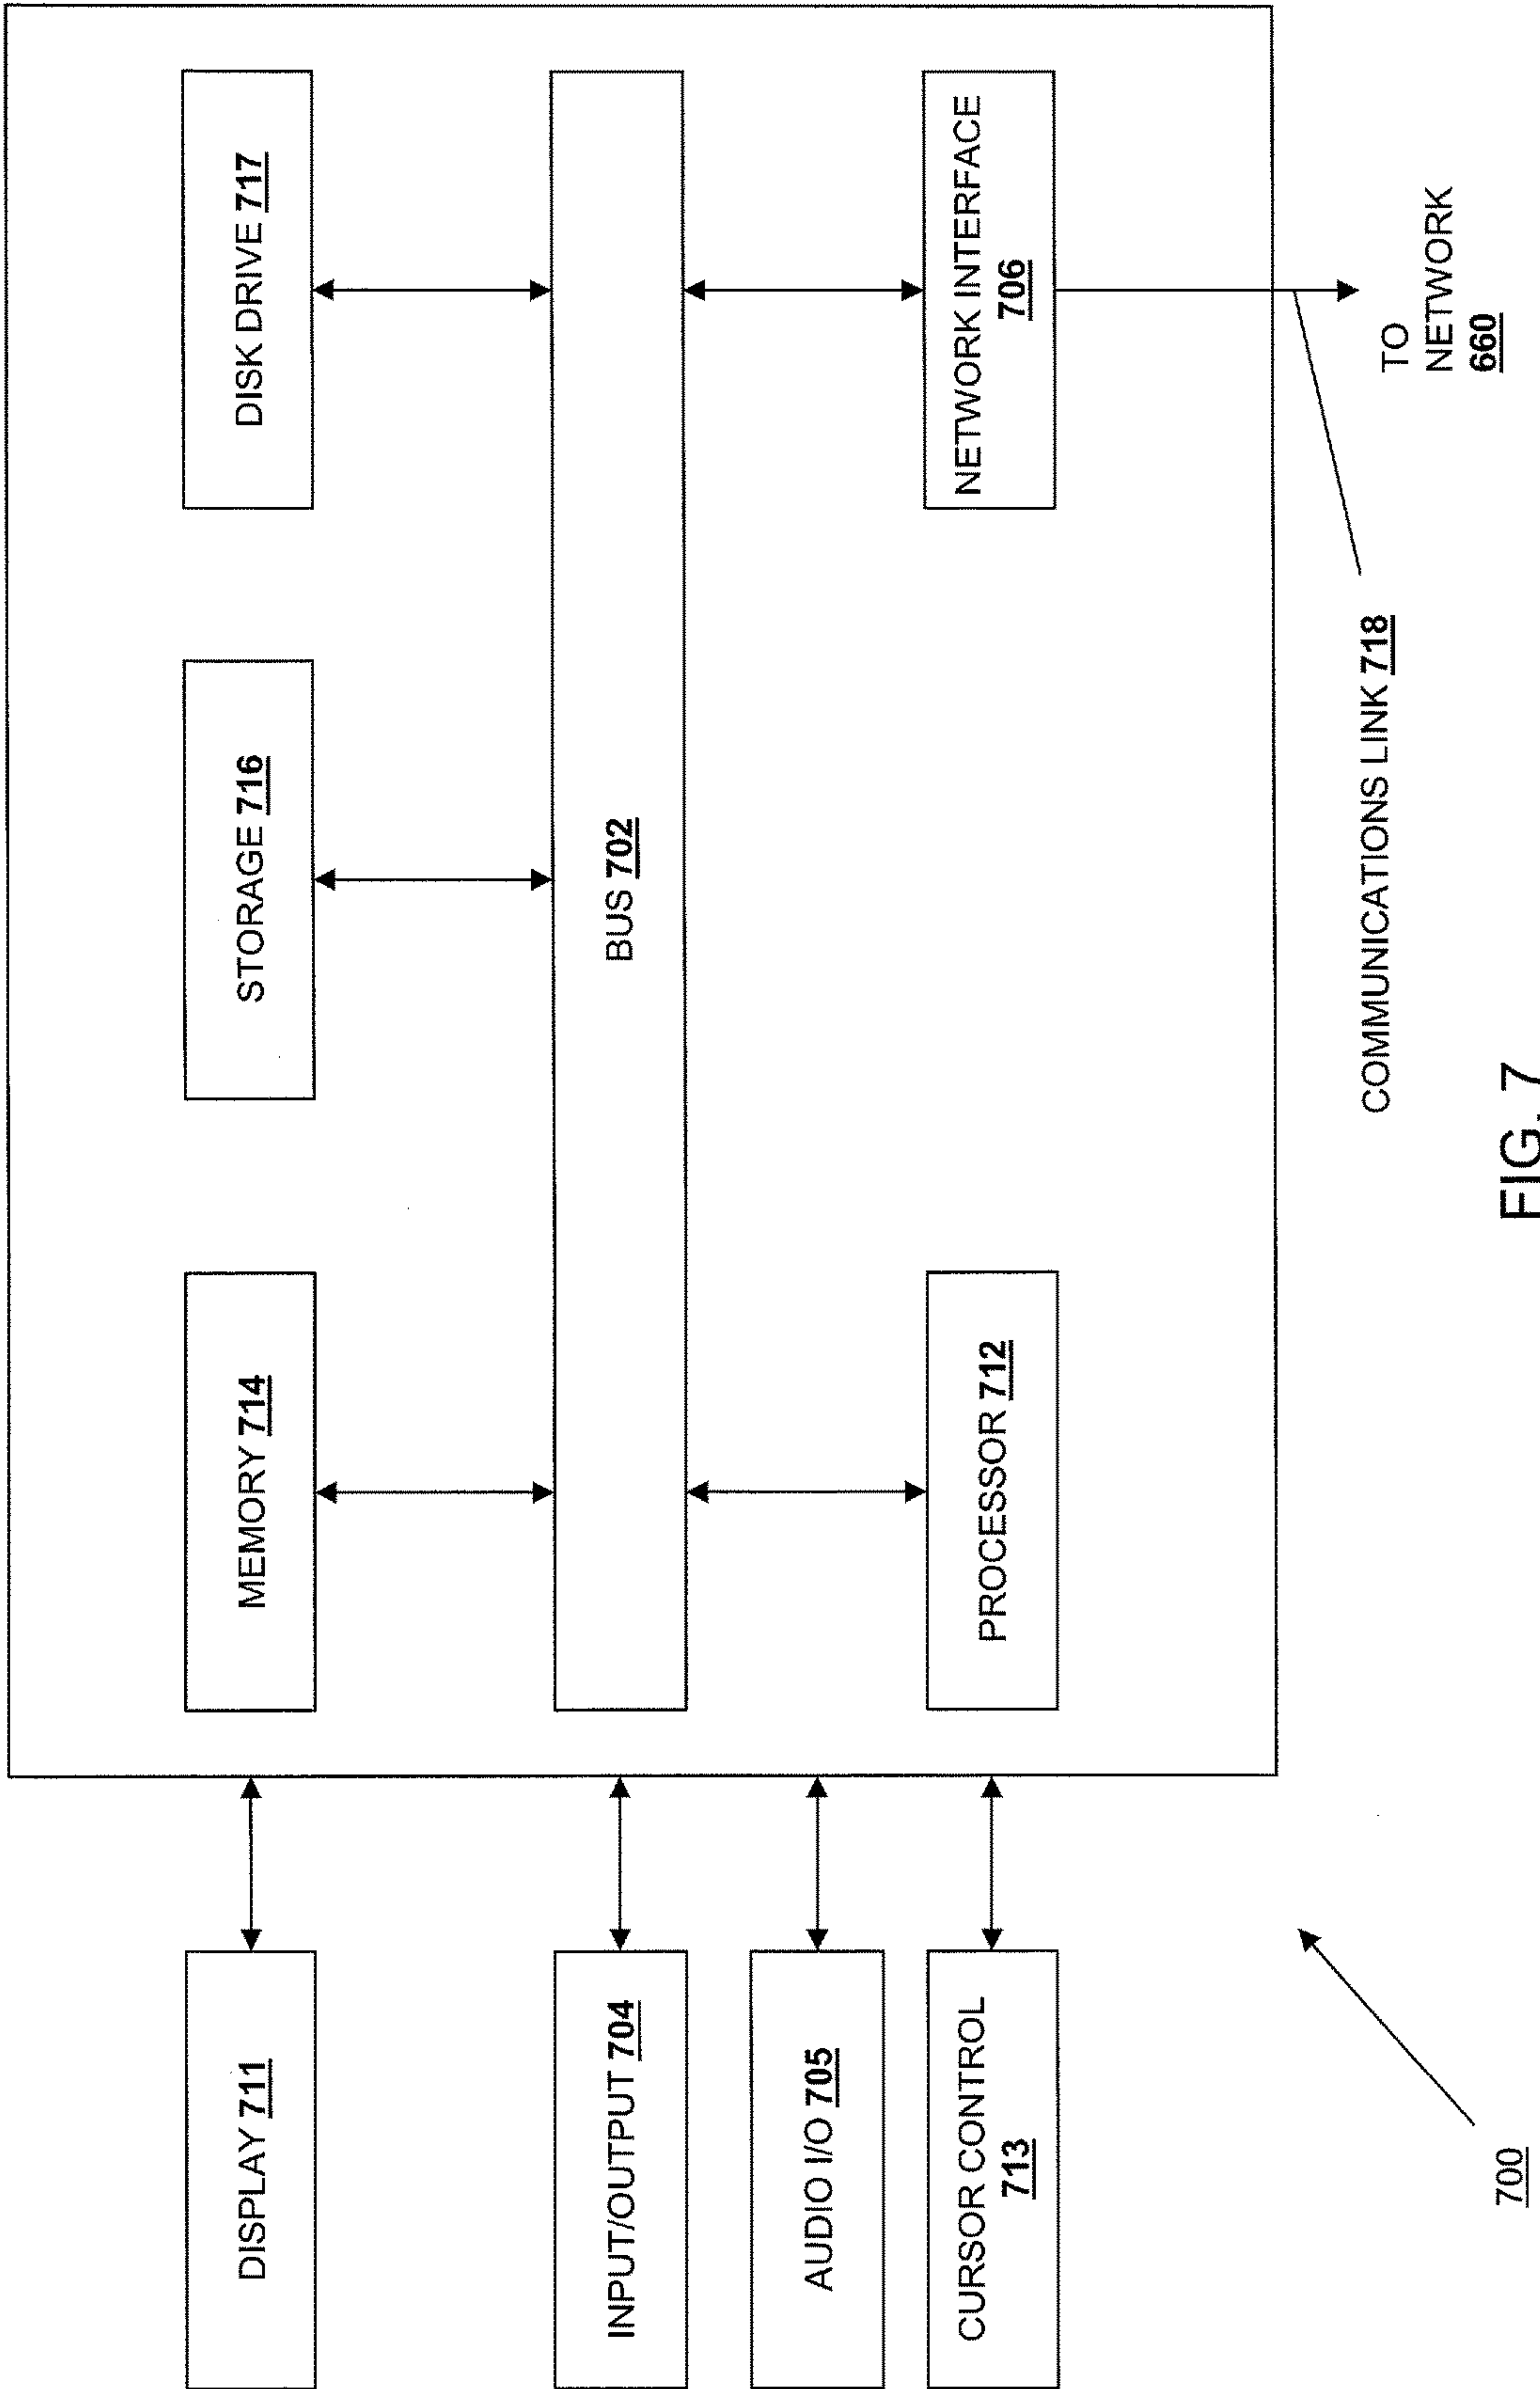 DISPLAY 711
MEMORY 714
STORAGE 716
DISK DRIVE 717
INPUT/OUTPUT 704
BUS 702
AUDIO I/O 705
CURSOR CONTROL
713
PROCESSOR 712
NETWORK INTERFACE
706
COMMUNICATIONS LINK 718
TO
NETWORK
660
700
FIG. 7